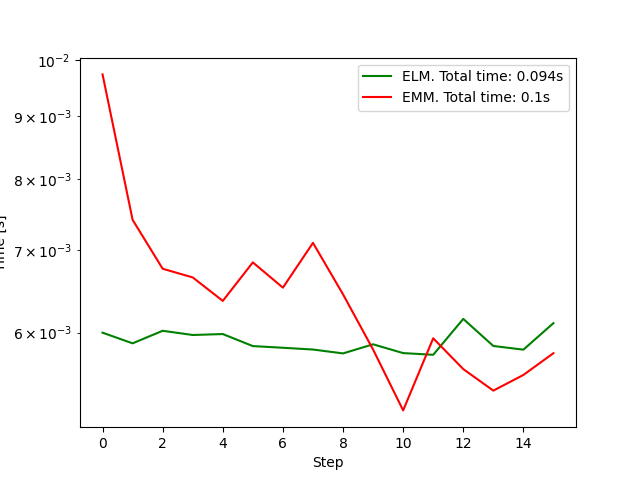 10⁻²
9 × 10⁻³
8 × 10⁻³
7 × 10⁻³
6 × 10⁻³
ELM. Total time: 0.094s
EMM. Total time: 0.1s
0 2 4 6 8 10 12 14
Step